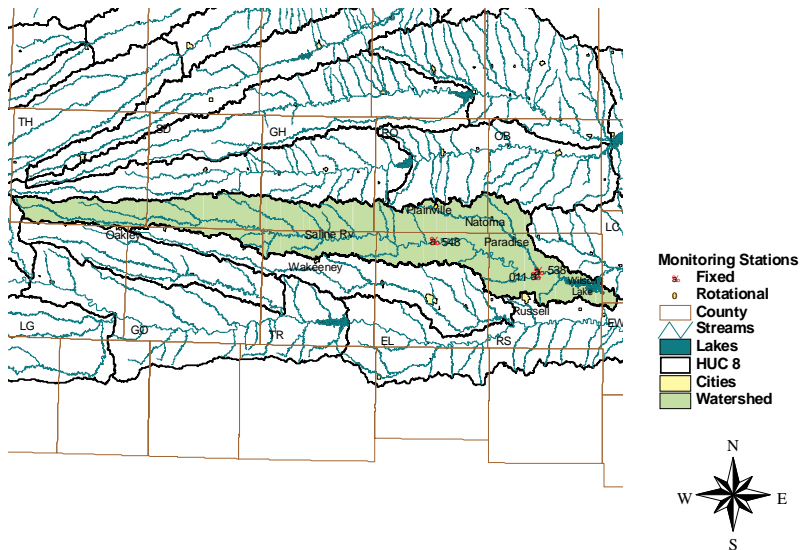 TH
SD
GH
RO
OB
Plainville
Natoma
LC
Oakley
Saline Rv
548
Paradise
Wakeeney
538
Wilson
Lake
Russell
LG
GO
TR
EL
RS
EW
Monitoring Stations
Fixed
Rotational
County
Streams
Lakes
HUC 8
Cities
Watershed
N
W
E
S